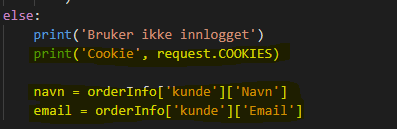 else:
print('Bruker ikke innlogget')
print('Cookie', request.COOKIES)
navn = orderInfo['kunde']['Navn']
email = orderInfo['kunde']['Email']